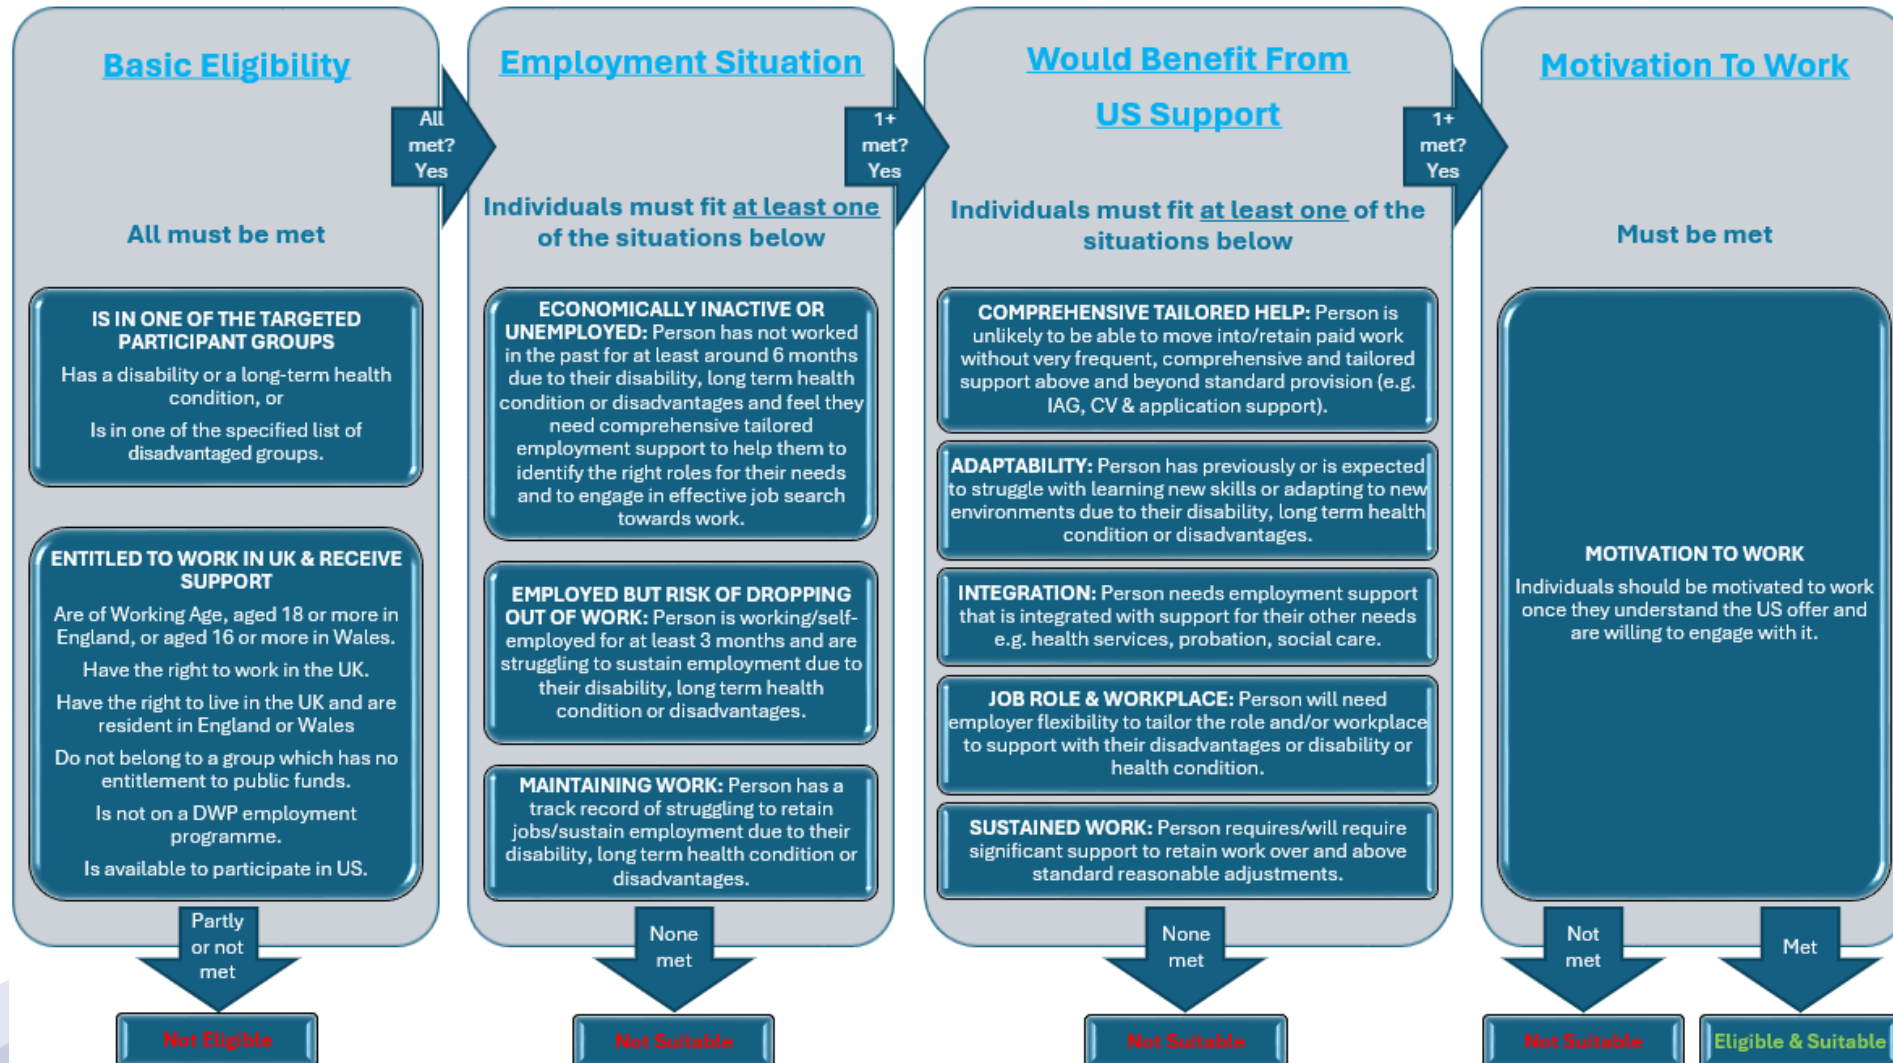 Basic Eligibility
All
met?
Yes
All must be met
IS IN ONE OF THE TARGETED
PARTICIPANT GROUPS
Has a disability or a long-term health
condition, or
Is in one of the specified list of
disadvantaged groups.
ENTITLED TO WORK IN UK & RECEIVE
SUPPORT
Are of Working Age, aged 18 or more in
England, or aged 16 or more in Wales.
Have the right to work in the UK.
Have the right to live in the UK and are
resident in England or Wales
Do not belong to a group which has no
entitlement to public funds.
Is not on a DWP employment
programme.
Is available to participate in US.
Partly
or not
met
Not Eligible
Employment Situation
1+
met?
Yes
Individuals must fit at least one
of the situations below
ECONOMICALLY INACTIVE OR
UNEMPLOYED: Person has not worked
in the past for at least around 6 months
due to their disability, long term health
condition or disadvantages and feel they
need comprehensive tailored
employment support to help them to
identify the right roles for their needs
and to engage in effective job search
towards work.
EMPLOYED BUT RISK OF DROPPING
OUT OF WORK: Person is working/self-
employed for at least 3 months and are
struggling to sustain employment due to
their disability, long term health
condition or disadvantages.
MAINTAINING WORK: Person has a
track record of struggling to retain
jobs/sustain employment due to their
disability, long term health condition or
disadvantages.
None
met
Not Suitable
Would Benefit From
US Support
1+
met?
Yes
Individuals must fit at least one of the
situations below
COMPREHENSIVE TAILORED HELP: Person is
unlikely to be able to move into/retain paid work
without very frequent, comprehensive and tailored
support above and beyond standard provision (e.g.
IAG, CV & application support).
ADAPTABILITY: Person has previously or is expected
to struggle with learning new skills or adapting to new
environments due to their disability, long term health
condition or disadvantages.
INTEGRATION: Person needs employment support
that is integrated with support for their other needs
e.g. health services, probation, social care.
JOB ROLE & WORKPLACE: Person will need
employer flexibility to tailor the role and/or workplace
to support with their disadvantages or disability or
health condition.
SUSTAINED WORK: Person requires/will require
significant support to retain work over and above
standard reasonable adjustments.
None
met
Not Suitable
Motivation To Work
Must be met
MOTIVATION TO WORK
Individuals should be motivated to work
once they understand the US offer and
are willing to engage with it.
Not
met
Not Suitable
Met
Eligible & Suitable